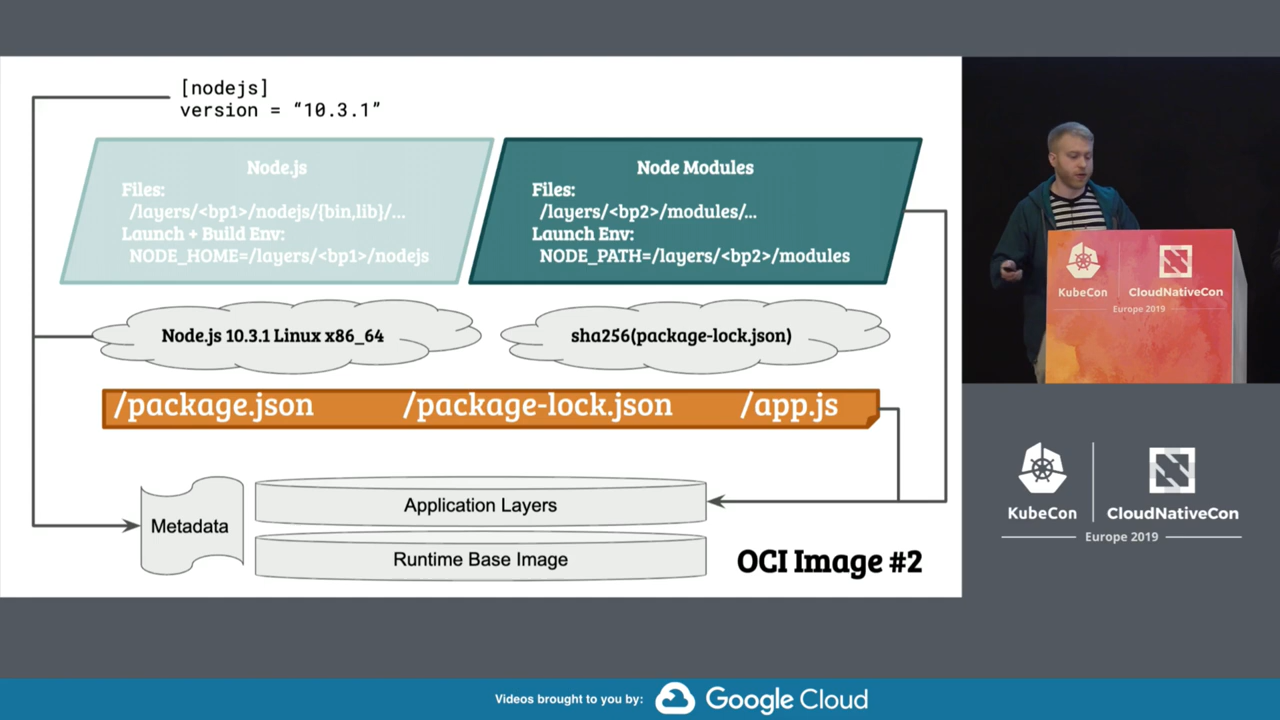 [nodejs]
version = “10.3.1”
Node.js
Files:
/layers/<bp1>/nodejs/{bin,lib}/...
Launch + Build Env:
NODE_HOME=/layers/<bp1>/nodejs
Node Modules
Files:
/layers/<bp2>/modules/...
Launch Env:
NODE_PATH=/layers/<bp2>/modules
Node.js 10.3.1 Linux x86_64
sha256(package-lock.json)
/package.json /package-lock.json /app.js
Metadata
Application Layers
Runtime Base Image
OCI Image #2
KubeCon
CloudNativeCon
Europe 2019
KubeCon
CloudNativeCon
Europe 2019
Videos brought to you by: Google Cloud